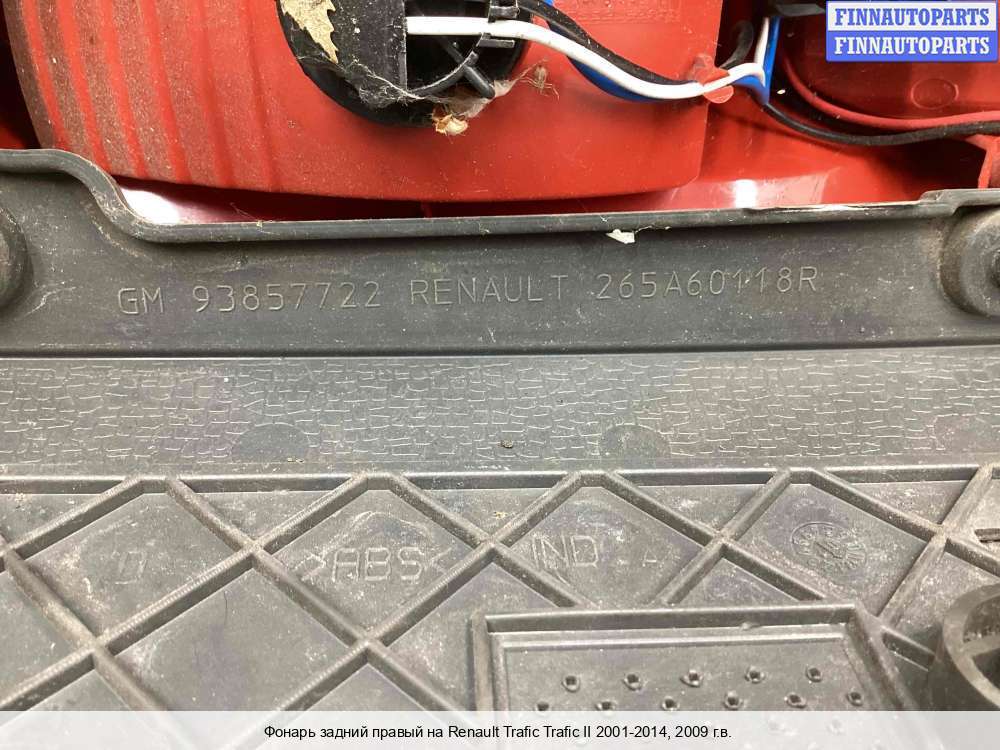 FINNAUTOPARTS
FINNAUTOPARTS
GM 93857722 RENAULT 265A60118R
>ABS< IND
Фонарь задний правый на Renault Trafic Trafic II 2001-2014, 2009 г.в.